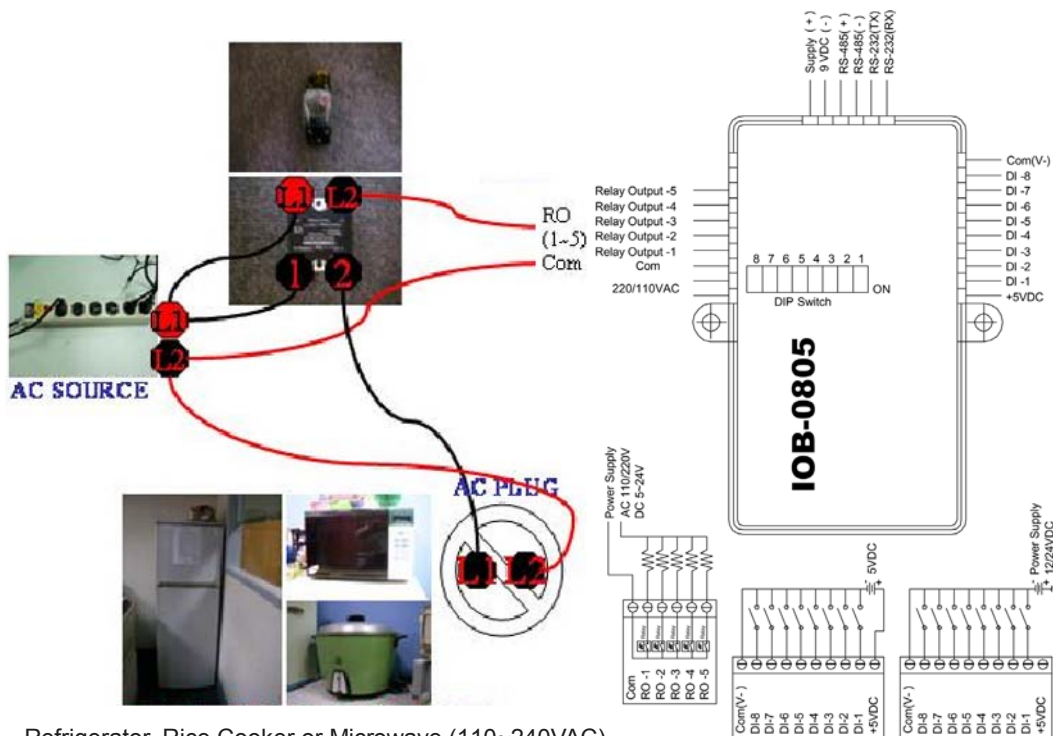 L1
L2
1
2
RO
(1~5)
Com
L1
L2
AC SOURCE
AC PLUG
L1
L2
Refrigerator, Rice Cooker or Microwave (110~240VAC)
Supply ( + )
9 VDC ( - )
RS-485( + )
RS-485( - )
RS-232(TX)
RS-232(RX)
Relay Output -5
Relay Output -4
Relay Output -3
Relay Output -2
Relay Output -1
Com
220/110VAC
Com(V-)
DI -8
DI -7
DI -6
DI -5
DI -4
DI -3
DI -2
DI -1
+5VDC
8 7 6 5 4 3 2 1
ON
DIP Switch
IOB-0805
Power Supply
AC 110/220V
DC 5~24V
Relay
Relay
Relay
Relay
Relay
Com
RO -1
RO -2
RO -3
RO -4
RO -5
- +
5VDC
Com(V- )
DI-8
DI-7
DI-6
DI-5
DI-4
DI-3
DI-2
DI-1
+5VDC
- +
Power Supply
12/24VDC
Com(V- )
DI-8
DI-7
DI-6
DI-5
DI-4
DI-3
DI-2
DI-1
+5VDC